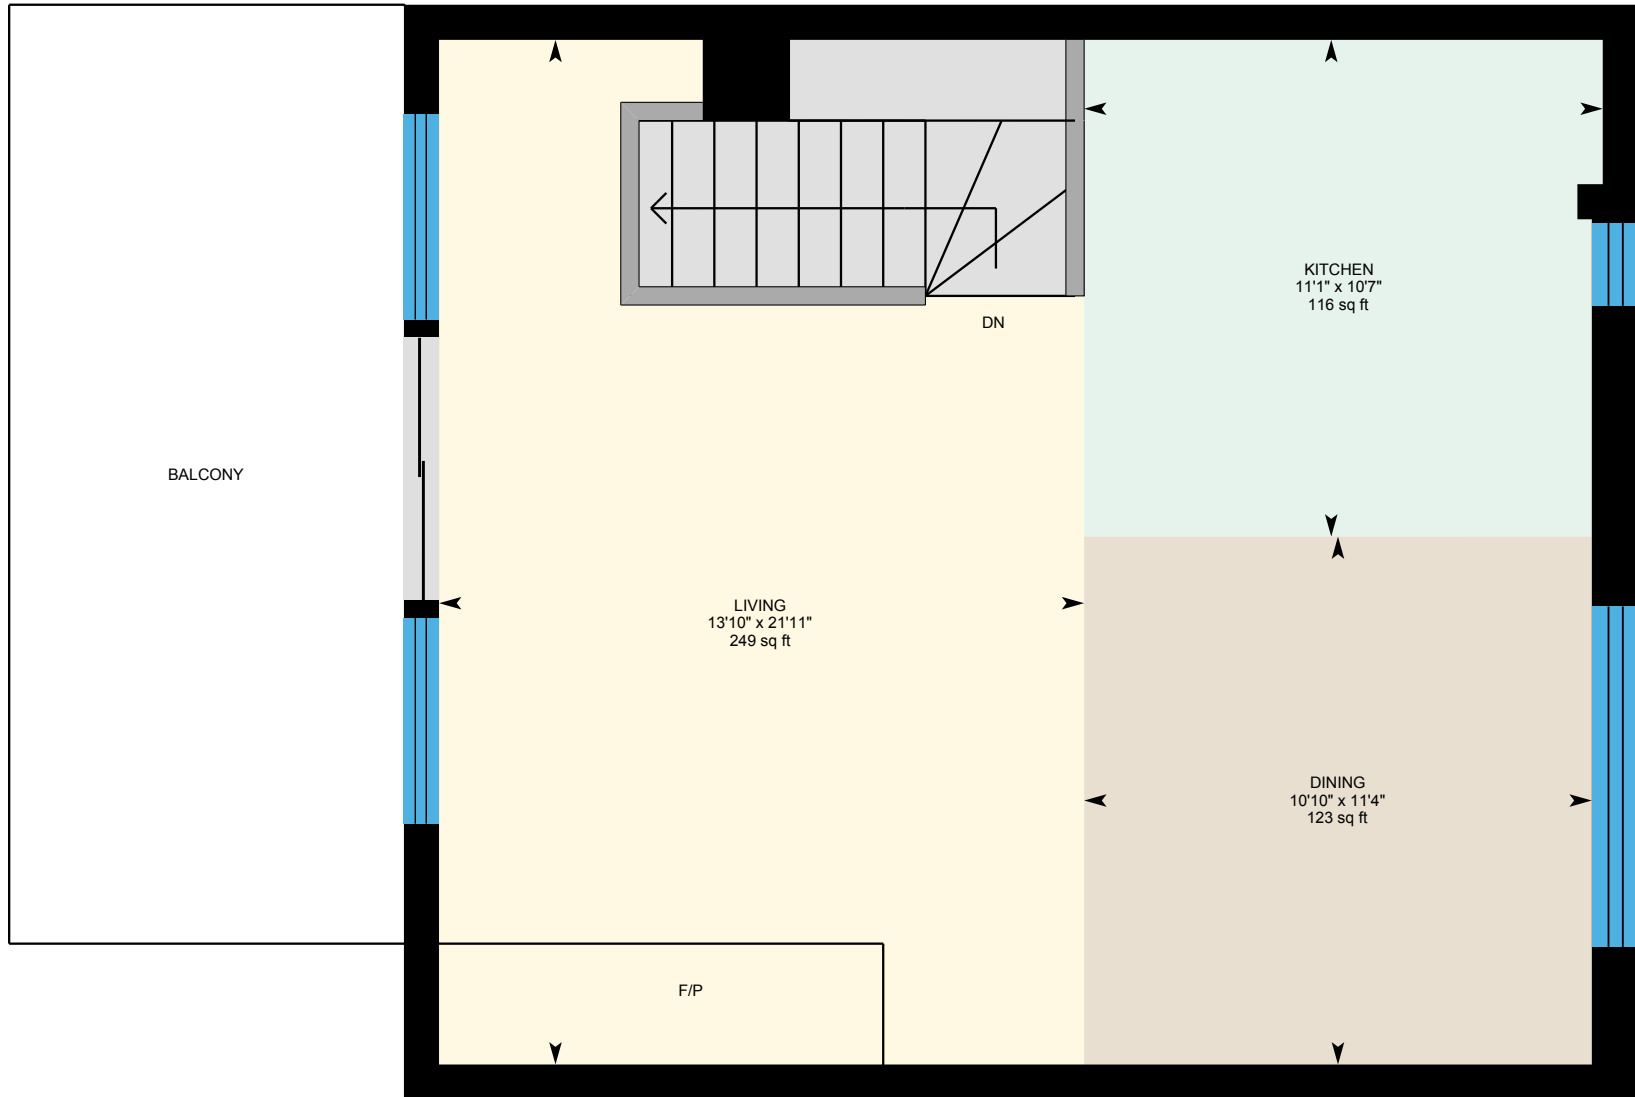 KITCHEN
11'1" x 10'7"
116 sq ft
DN
BALCONY
LIVING
13'10" x 21'11"
249 sq ft
DINING
10'10" x 11'4"
123 sq ft
F/P